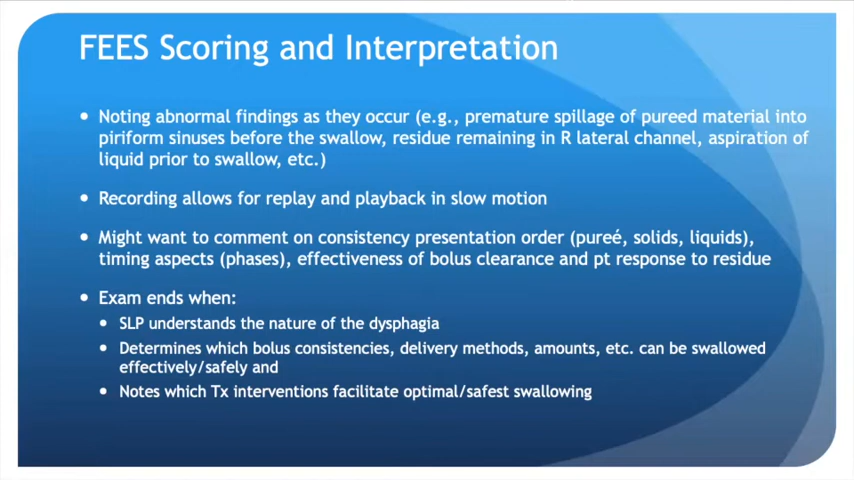 FEES Scoring and Interpretation
• Noting abnormal findings as they occur (e.g., premature spillage of pureed material into
piriform sinuses before the swallow, residue remaining in R lateral channel, aspiration of
liquid prior to swallow, etc.)
• Recording allows for replay and playback in slow motion
• Might want to comment on consistency presentation order (pureé, solids, liquids),
timing aspects (phases), effectiveness of bolus clearance and pt response to residue
• Exam ends when:
• SLP understands the nature of the dysphagia
• Determines which bolus consistencies, delivery methods, amounts, etc. can be swallowed
effectively/safely and
• Notes which Tx interventions facilitate optimal/safest swallowing